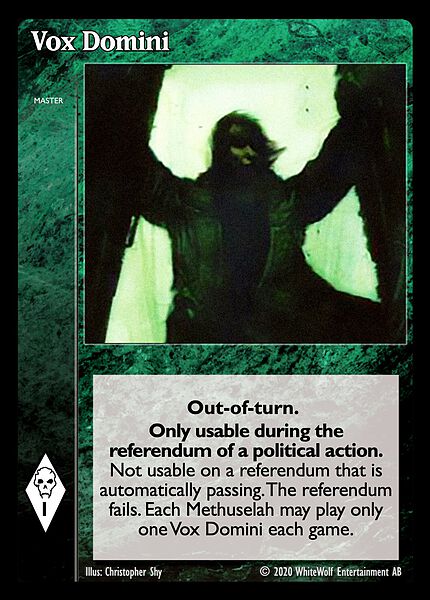 Vox Domini
MASTER
Out-of-turn.
Only usable during the
referendum of a political action.
Not usable on a referendum that is
automatically passing. The referendum
fails. Each Methuselah may play only
one Vox Domini each game.
I
Illus: Christopher Shy © 2020 WhiteWolf Entertainment AB